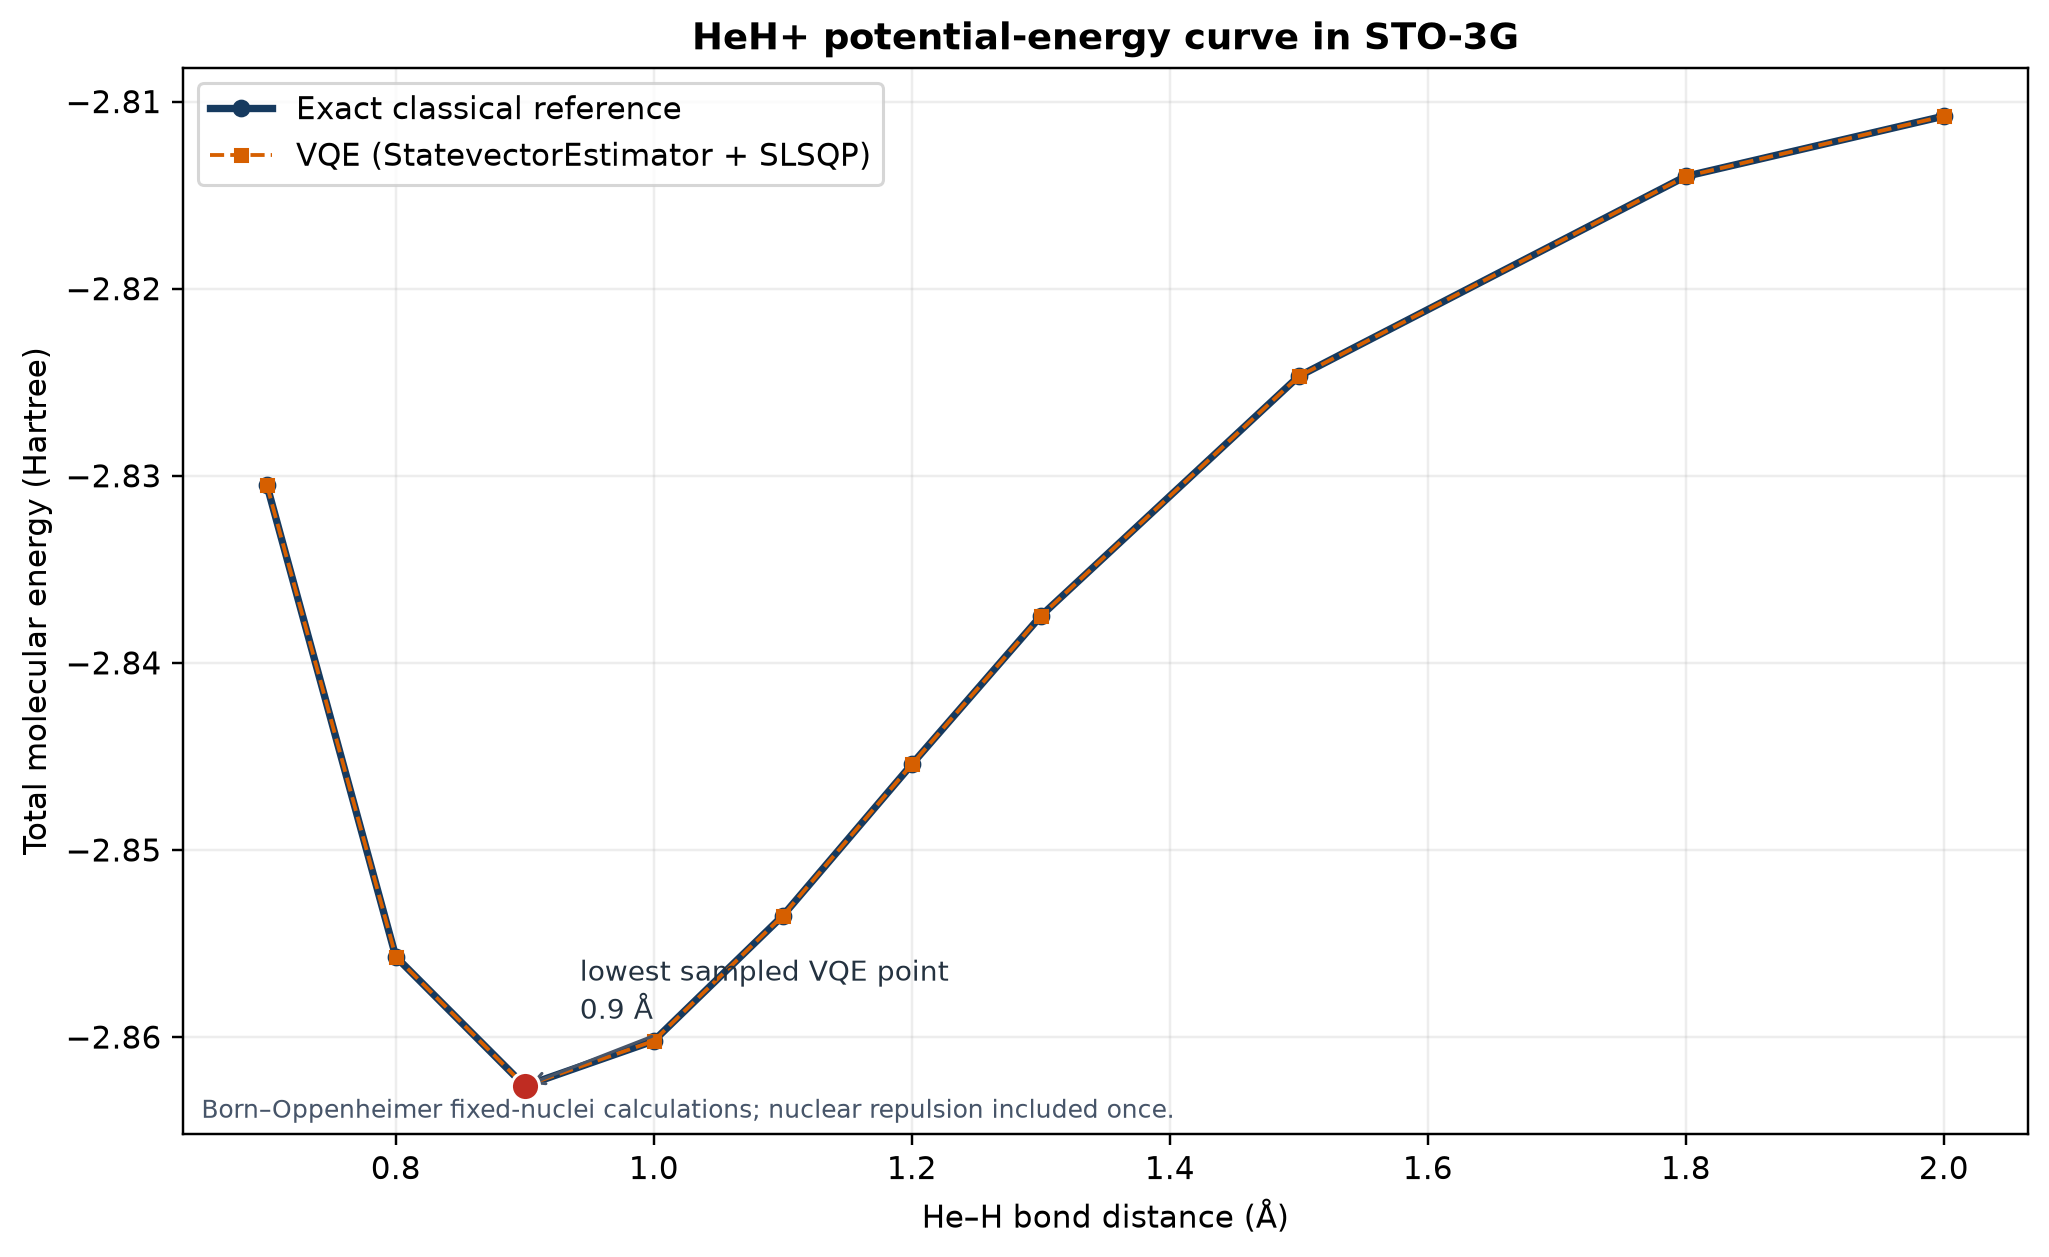 HeH+ potential-energy curve in STO-3G
Exact classical reference
VQE (StatevectorEstimator + SLSQP)
Total molecular energy (Hartree)
−2.81
−2.82
−2.83
−2.84
−2.85
−2.86
lowest sampled VQE point
0.9 Å
Born–Oppenheimer fixed-nuclei calculations; nuclear repulsion included once.
0.8 1.0 1.2 1.4 1.6 1.8 2.0
He–H bond distance (Å)